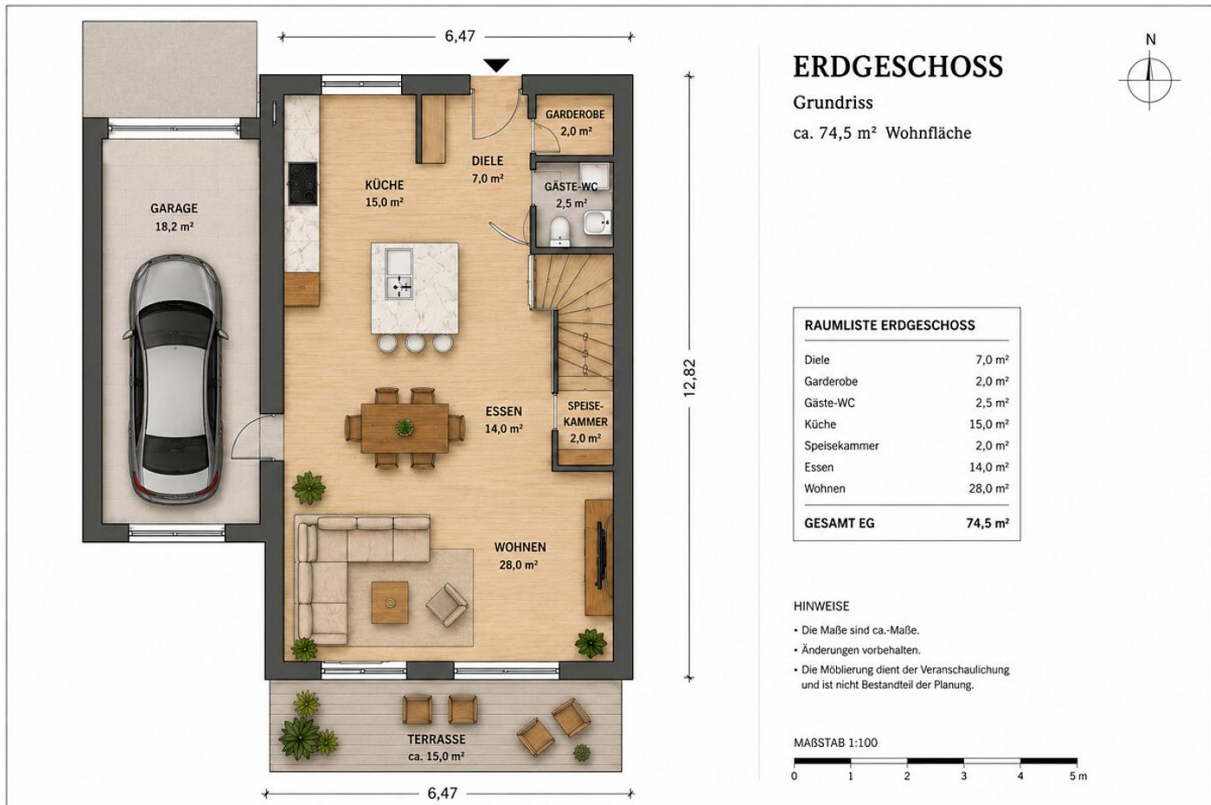 6,47
N
ERDGESCHOSS
Grundriss
ca. 74,5 m² Wohnfläche
GARDEROBE
2,0 m²
DIELE
7,0 m²
KÜCHE
15,0 m²
GÄSTE-WC
2,5 m²
GARAGE
18,2 m²
12,82
ESSEN
14,0 m²
SPEISE-
KAMMER
2,0 m²
WOHNEN
28,0 m²
TERRASSE
ca. 15,0 m²
6,47
RAUMLISTE ERDGESCHOSS
Diele 7,0 m²
Garderobe 2,0 m²
Gäste-WC 2,5 m²
Küche 15,0 m²
Speisekammer 2,0 m²
Essen 14,0 m²
Wohnen 28,0 m²
GESAMT EG 74,5 m²
HINWEISE
• Die Maße sind ca.-Maße.
• Änderungen vorbehalten.
• Die Möblierung dient der Veranschaulichung
und ist nicht Bestandteil der Planung.
MAßSTAB 1:100
0 1 2 3 4 5 m